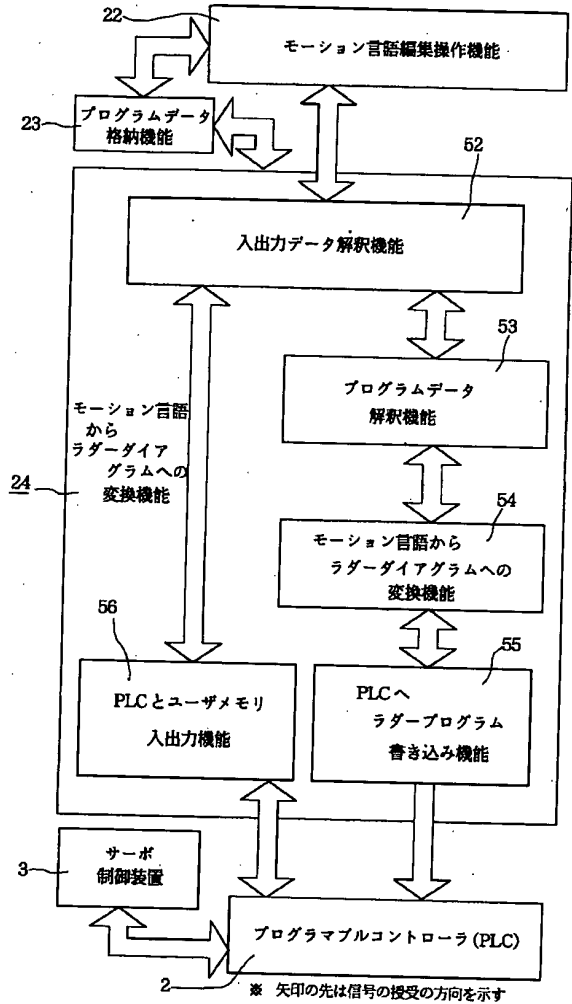 22
モーション言語編集操作機能
23
プログラムデータ
格納機能
52
入出力データ解釈機能
53
プログラムデータ
解釈機能
モーション言語
から
ラダーダイア
グラムへの
変換機能
24
54
モーション言語から
ラダーダイアグラムへの
変換機能
56
PLCとユーザメモリ
入出力機能
55
PLCへ
ラダープログラム
書き込み機能
3
サーボ
制御装置
プログラマブルコントローラ(PLC)
2
※ 矢印の先は信号の授受の方向を示す